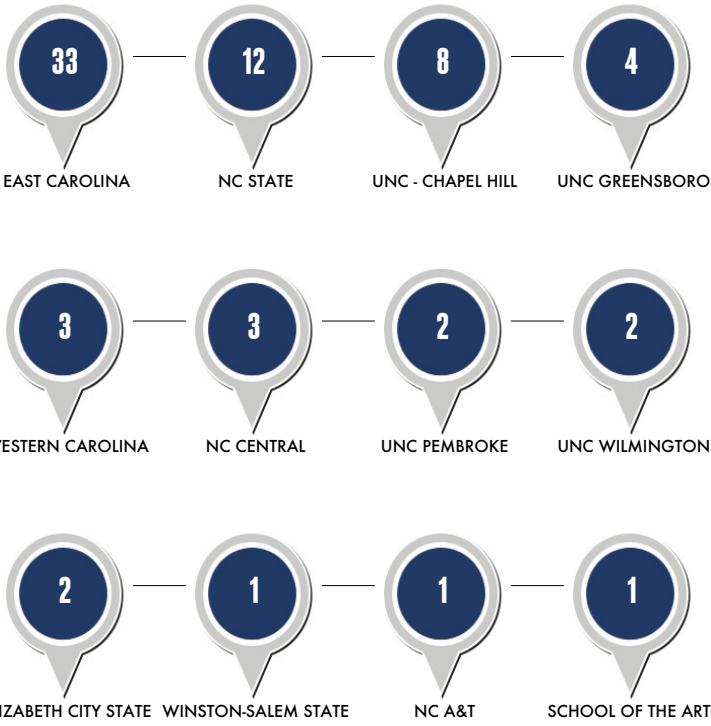 33 12 8 4
EAST CAROLINA NC STATE UNC - CHAPEL HILL UNC GREENSBORO
3 3 2 2
ESTERN CAROLINA NC CENTRAL UNC PEMBROKE UNC WILMINGTON
2 1 1 1
IZABETH CITY STATE WINSTON-SALEM STATE NC A&T SCHOOL OF THE ART